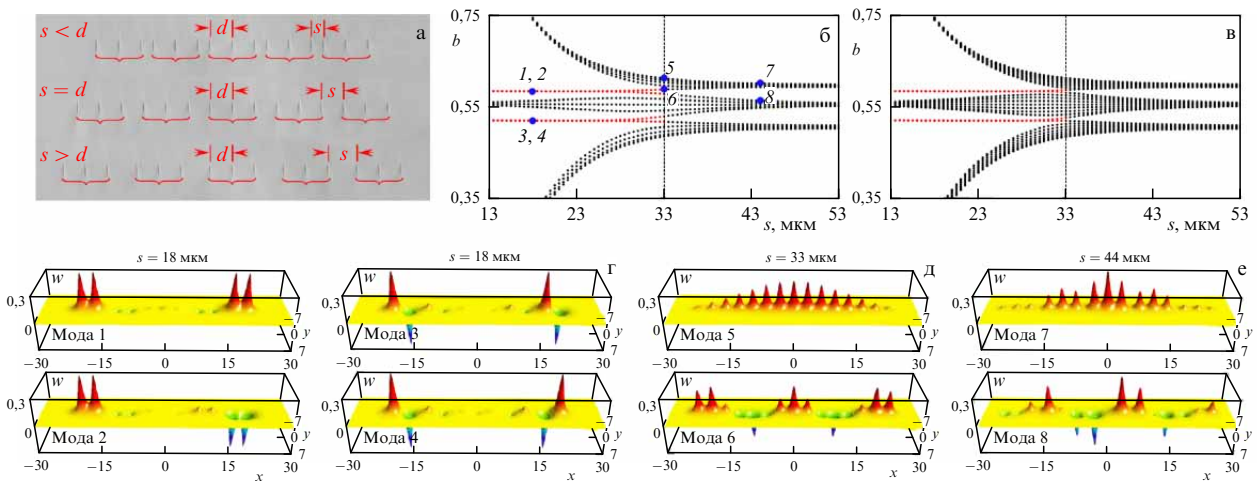 s < d
d
s
а
s = d
d
s
s > d
d
s
0,75
b
0,55
0,35
13
23
33
43
53
s, мкм
1, 2
3, 4
5
6
7
8
б
0,75
b
0,55
0,35
13
23
33
43
53
s, мкм
в
s = 18 мкм
w
0,3
0
Мода 1
−7
0
7
y
−30
−15
0
15
30
w
0,3
0
Мода 2
−7
0
7
y
−30
−15
0
15
30
x
s = 18 мкм
г
w
0,3
0
Мода 3
−7
0
7
y
−30
−15
0
15
30
w
0,3
0
Мода 4
−7
0
7
y
−30
−15
0
15
30
x
s = 33 мкм
д
w
0,3
0
Мода 5
−7
0
7
y
−30
−15
0
15
30
w
0,3
0
Мода 6
−7
0
7
y
−30
−15
0
15
30
x
s = 44 мкм
е
w
0,3
0
Мода 7
−7
0
7
y
−30
−15
0
15
30
w
0,3
0
Мода 8
−7
0
7
y
−30
−15
0
15
30
x